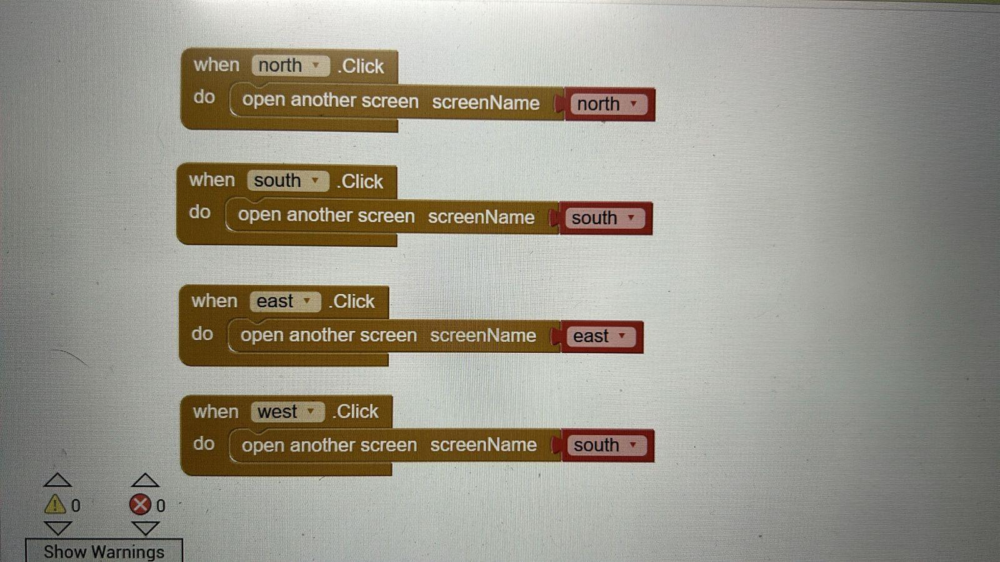 when north .Click
do open another screen screenName north
when south .Click
do open another screen screenName south
when east .Click
do open another screen screenName east
when west .Click
do open another screen screenName south
0 0
Show Warnings